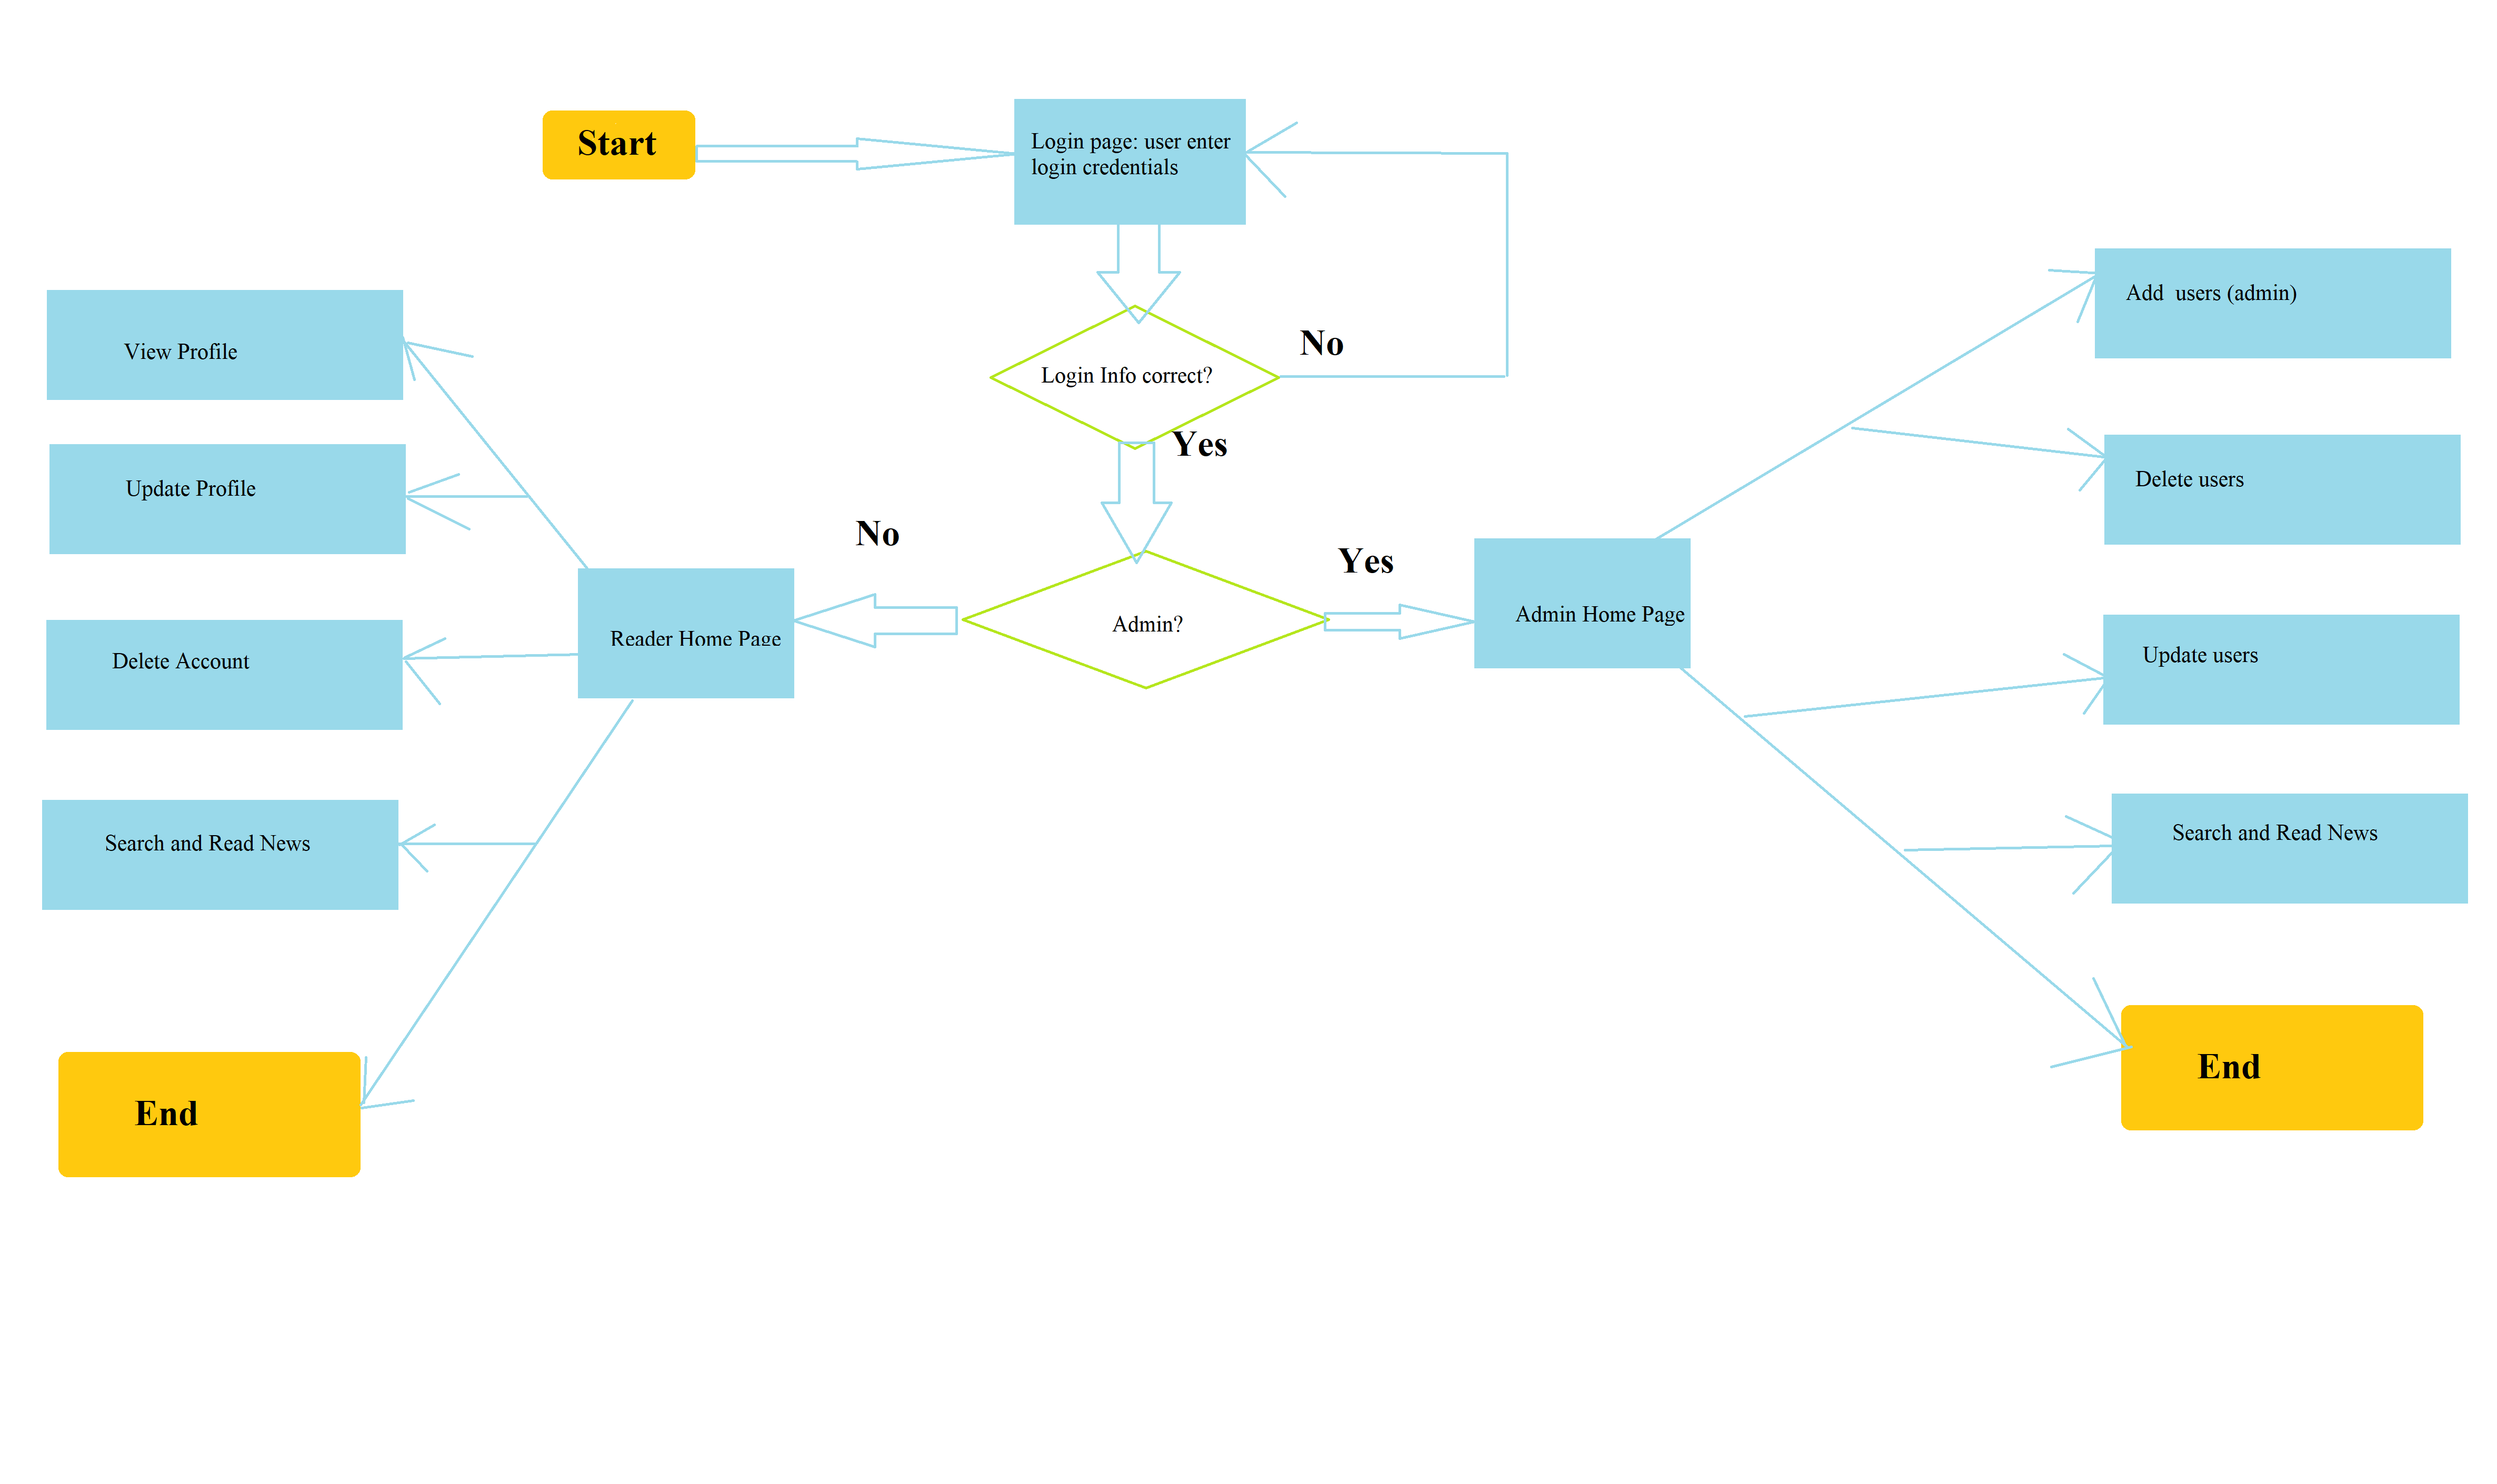 Start
Login page: user enter
login credentials
Login Info correct?
No
Yes
Admin?
No
Yes
Reader Home Page
View Profile
Update Profile
Delete Account
Search and Read News
End
Admin Home Page
Add  users (admin)
Delete users
Update users
Search and Read News
End